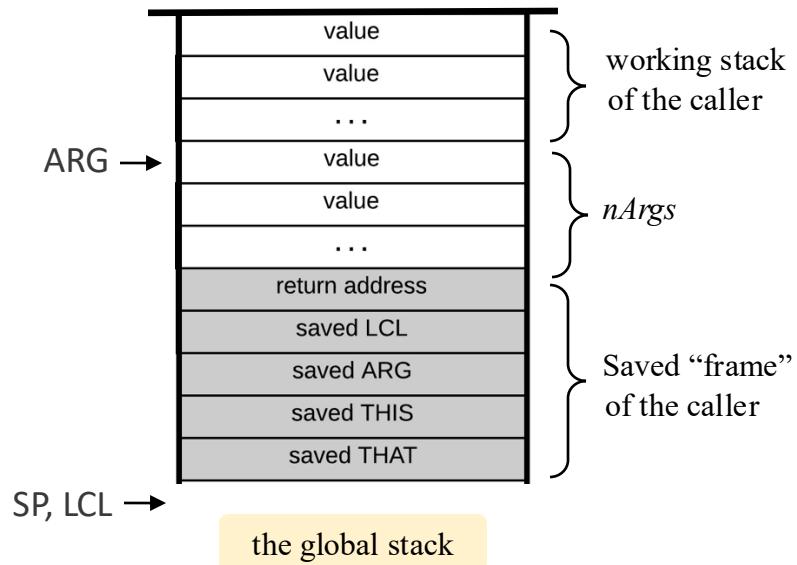 value
value
...
working stack
of the caller
ARG
value
value
...
nArgs
return address
saved LCL
saved ARG
saved THIS
saved THAT
Saved “frame”
of the caller
SP, LCL
the global stack